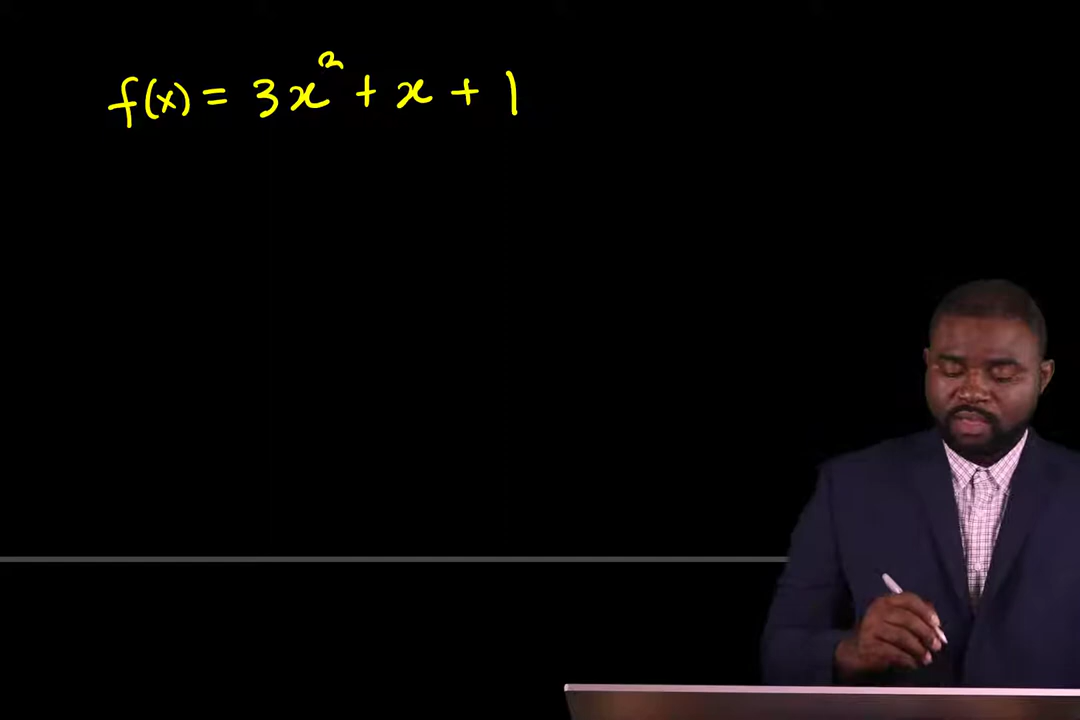 f(x) = 3x² + x + 1